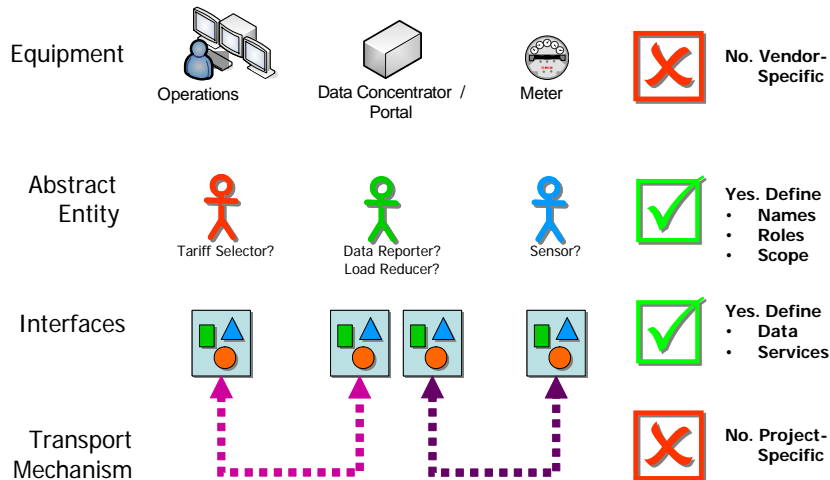 Equipment
Operations
Data Concentrator /
Portal
Meter
No. Vendor-
Specific
Abstract
Entity
Tariff Selector?
Data Reporter?
Load Reducer?
Sensor?
Yes. Define
• Names
• Roles
• Scope
Interfaces
Yes. Define
• Data
• Services
Transport
Mechanism
No. Project-
Specific